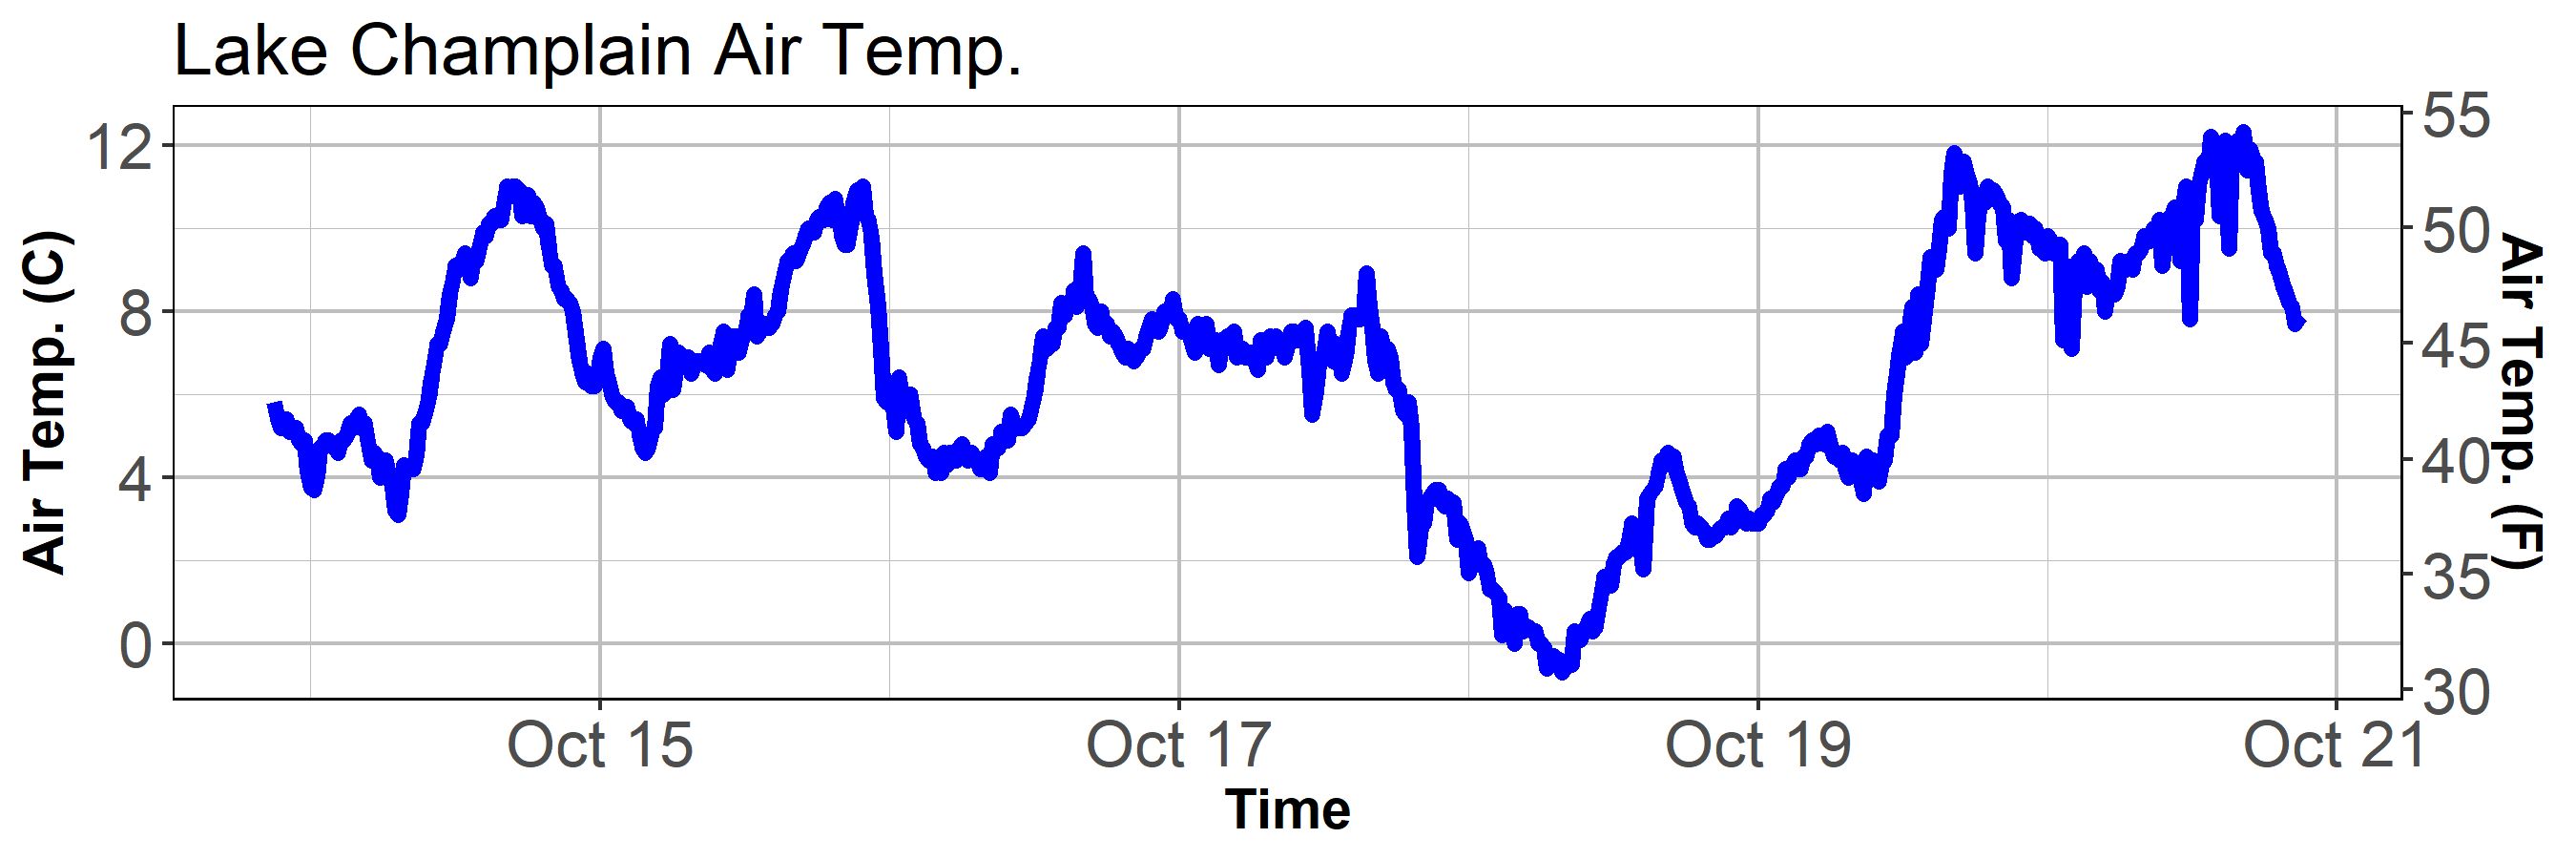 Lake Champlain Air Temp.
Air Temp. (C)
12
8
4
0
55
50
45
40
35
30
Air Temp. (F)
Oct 15
Oct 17
Oct 19
Oct 21
Time